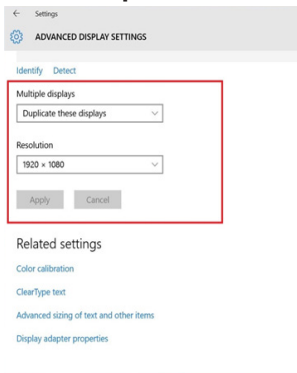 Settings
ADVANCED DISPLAY SETTINGS
Identify Detect
Multiple displays
Duplicate these displays
Resolution
1920 × 1080
Apply Cancel
Related settings
Color calibration
ClearType text
Advanced sizing of text and other items
Display adapter properties